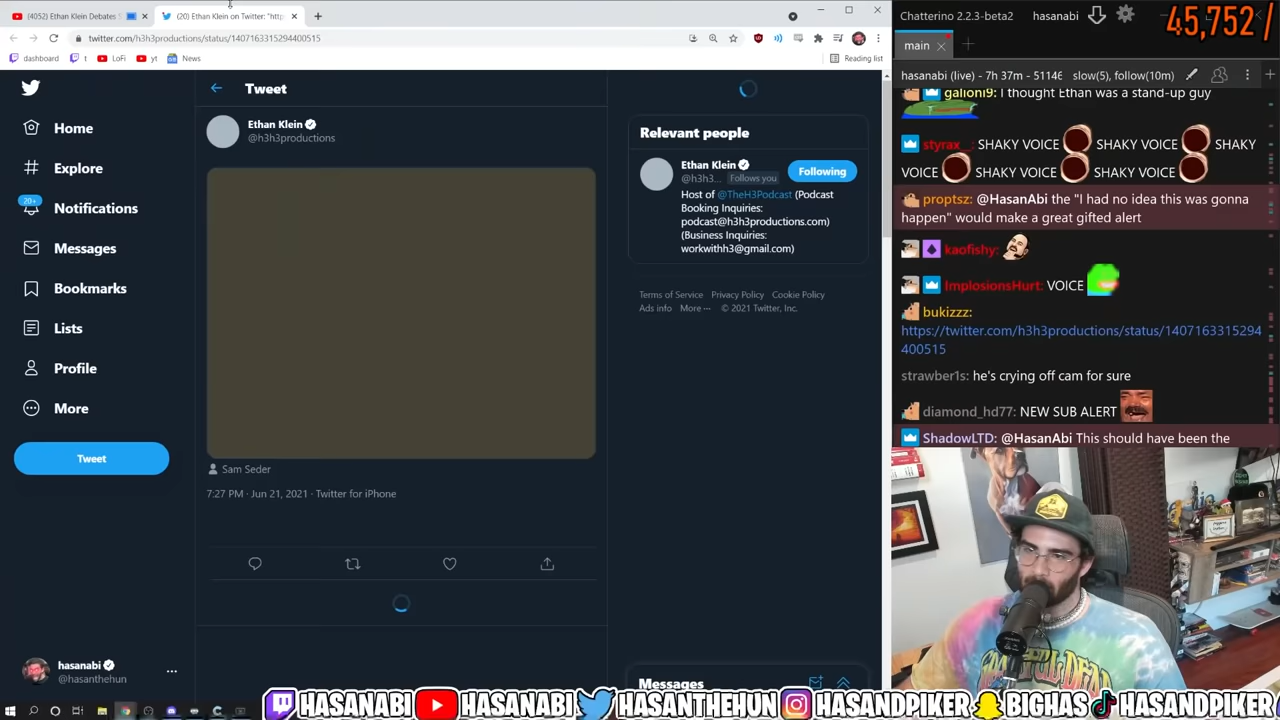 (4052) Ethan Klein Debates S
(20) Ethan Klein on Twitter: "http
twitter.com/h3h3productions/status/1407163315294400515
dashboard
t
LoFi
yt
News
Reading list
Home
Explore
20+
Notifications
Messages
Bookmarks
Lists
Profile
More
Tweet
hasanabi
@hasanthehun
Tweet
Ethan Klein
@h3h3productions
Sam Seder
7:27 PM · Jun 21, 2021 · Twitter for iPhone
Relevant people
Ethan Klein
@h3h3... Follows you
Following
Host of @TheH3Podcast (Podcast
Booking Inquiries:
podcast@h3productions.com)
(Business Inquiries:
workwithh3@gmail.com)
Terms of Service Privacy Policy Cookie Policy
Ads info More ··· © 2021 Twitter, Inc.
Messages
Chatterino 2.2.3-beta2
hasanabi
45,752 /
main
hasanabi (live) - 7h 37m - 51146 slow(5), follow(10m)
galioni9: I thought Ethan was a stand-up guy
styrax_: SHAKY VOICE SHAKY VOICE SHAKY
VOICE SHAKY VOICE SHAKY VOICE
proptsz: @HasanAbi the "I had no idea this was gonna
happen" would make a great gifted alert
kaofishy:
ImplosionsHurt: VOICE
bukizzz:
https://twitter.com/h3h3productions/status/1407163315294
400515
strawber1s: he's crying off cam for sure
diamond_hd77: NEW SUB ALERT
ShadowLTD: @HasanAbi This should have been the
HASANABI HASANABI HASANTHEHUN HASANDPIKER BIGHAS HASANDPIKER